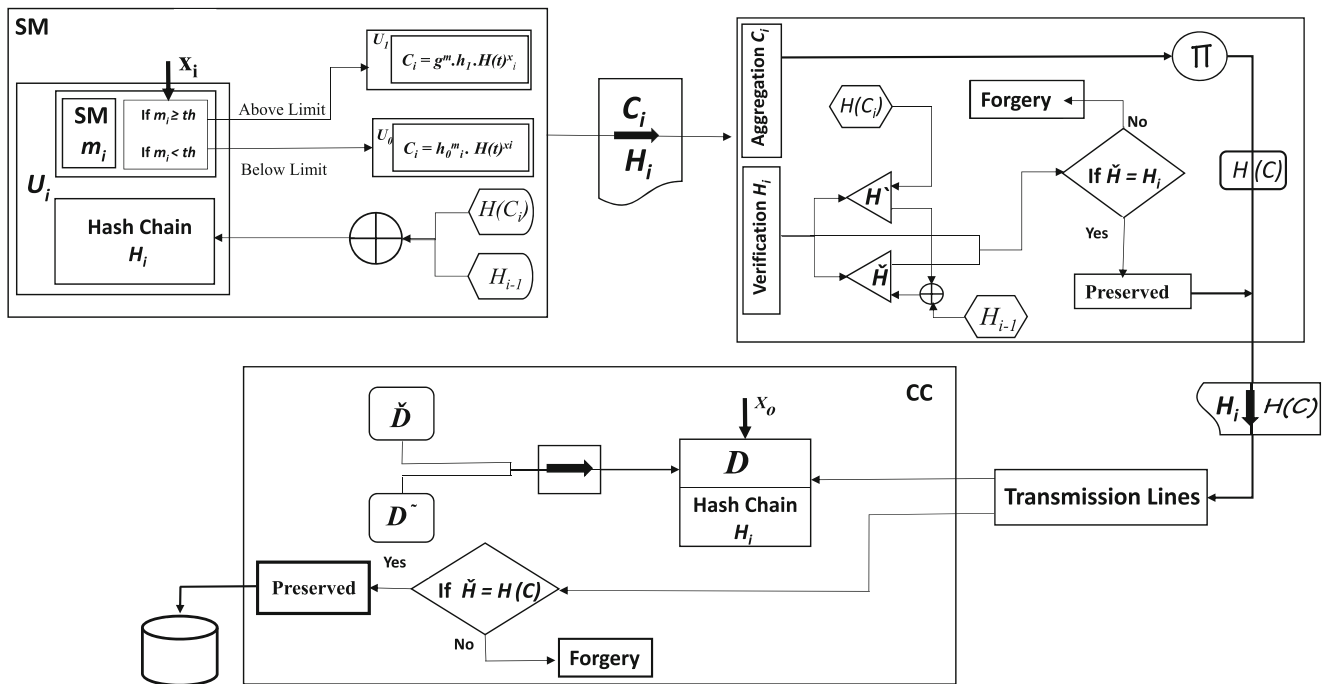 SM
x_i
U_1
C_i = g^m.h_1.H(t)^x_i
SM
m_i
If m_i ≥ th
If m_i < th
Above Limit
Below Limit
U_0
C_i = h_0^m_i. H(t)^xi
U_i
Hash Chain
H_i
H(C_i)
H_i-1
C_i
H_i
Aggregation C_i
Verification H_i
∏
H(C_i)
H`
Ȟ
H_i-1
Forgery
No
If Ȟ = H_i
Yes
Preserved
H(C)
H_i
H(C)
CC
Ď
D˜
X_o
D
Hash Chain
H_i
Transmission Lines
Yes
Preserved
If Ȟ = H (C)
No
Forgery